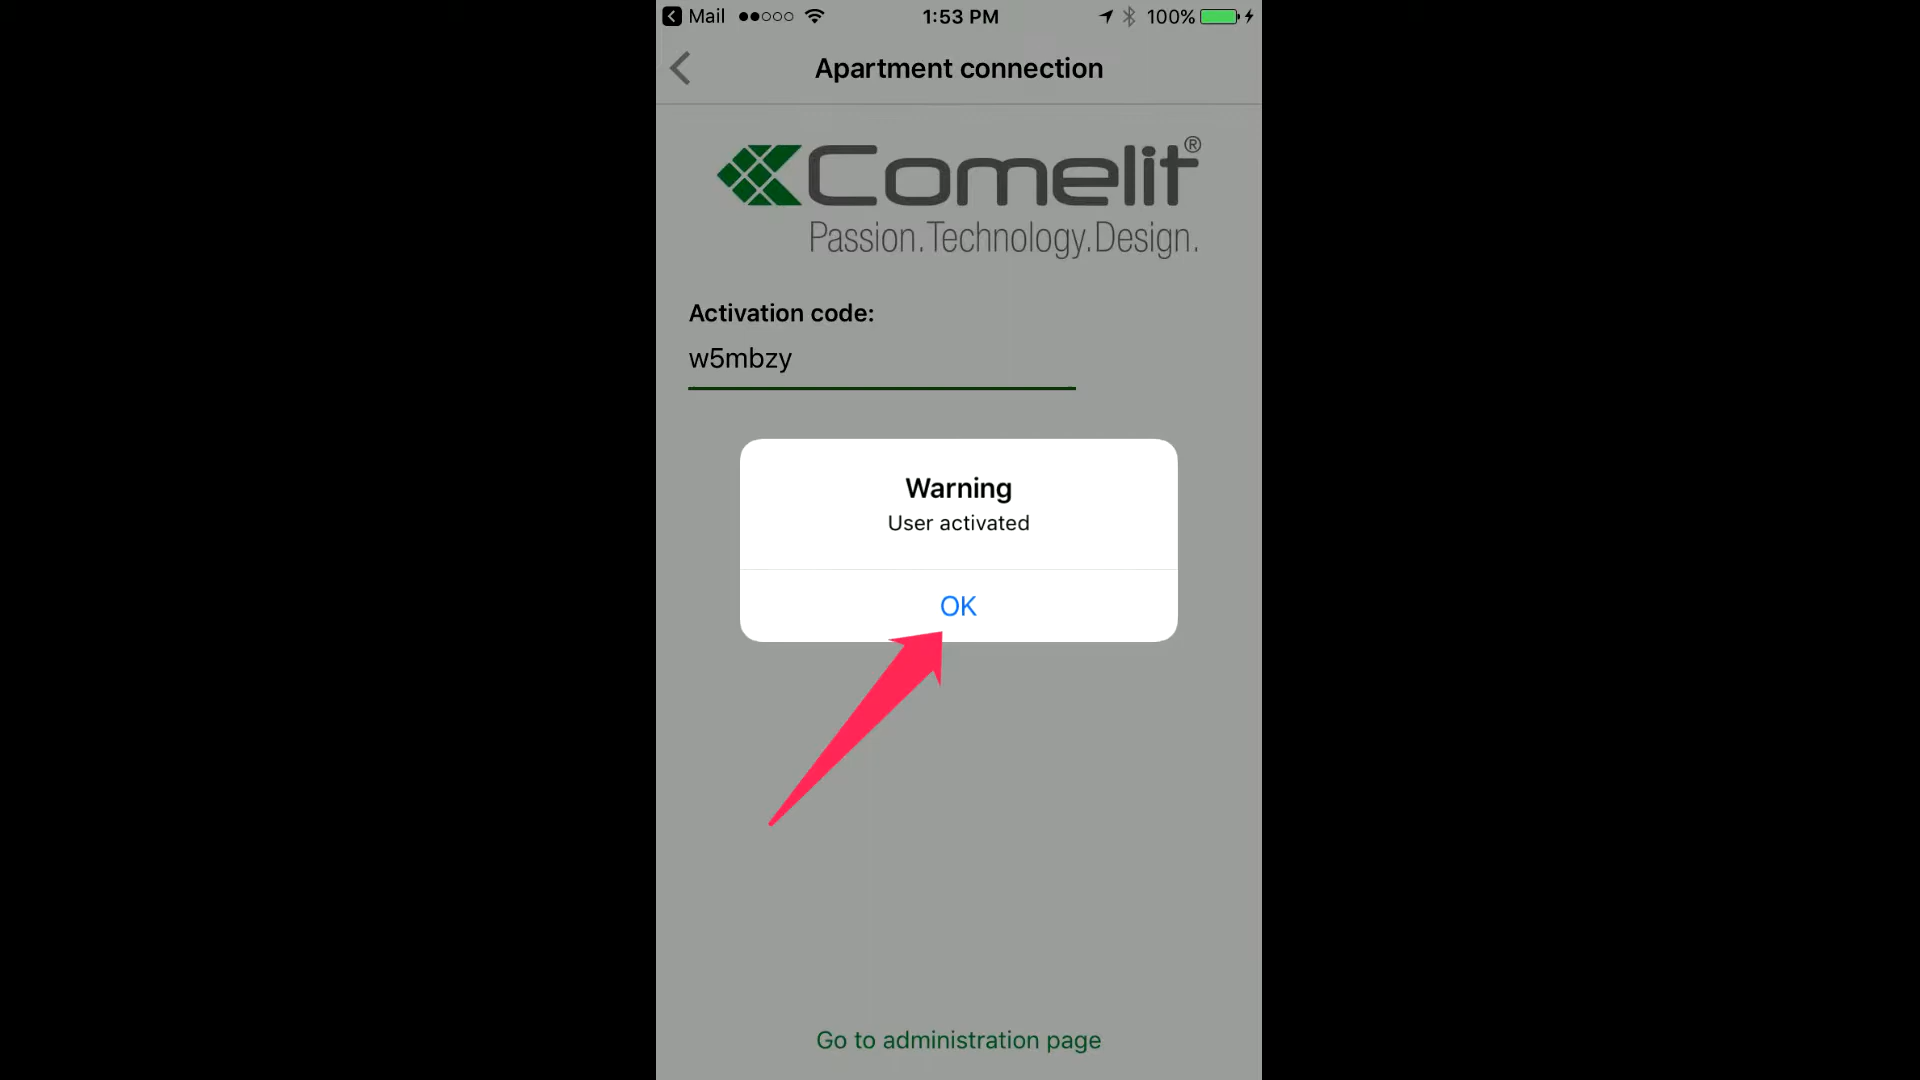 Mail 1:53 PM 100%
Apartment connection
Comelit®
Passion.Technology.Design.
Activation code:
w5mbzy
Warning
User activated
OK
Go to administration page